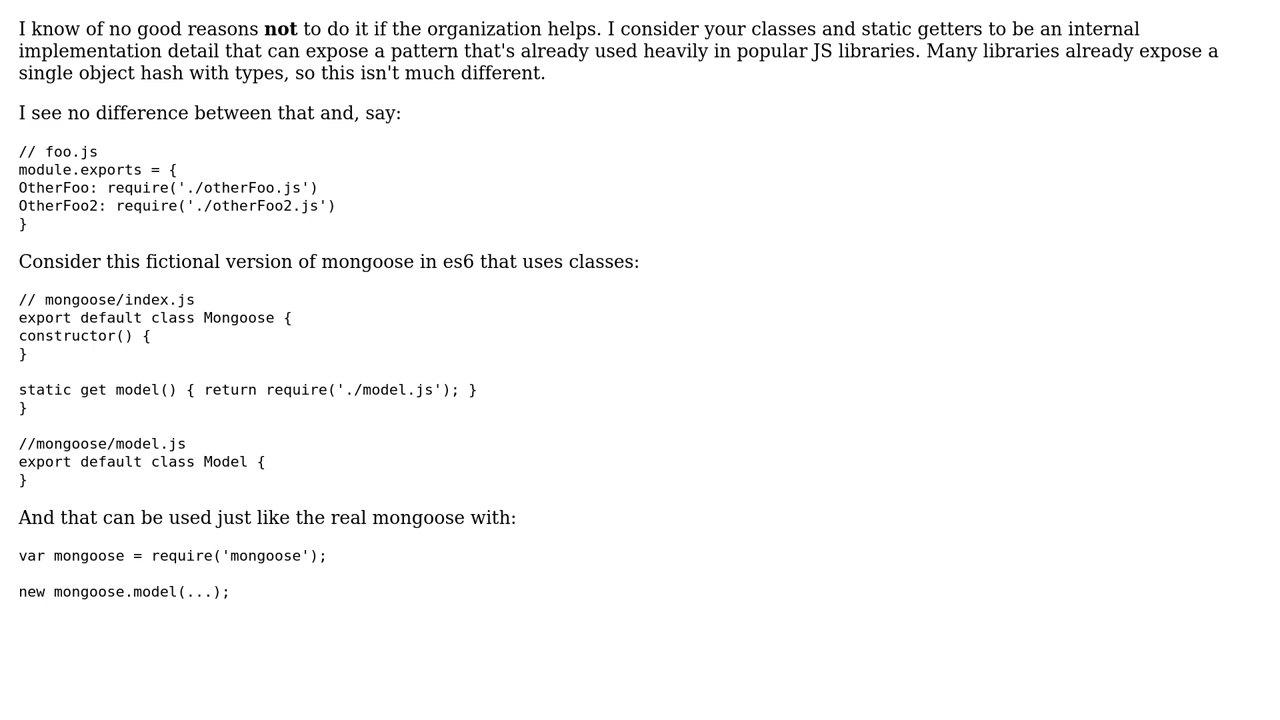 I know of no good reasons not to do it if the organization helps. I consider your classes and static getters to be an internal
implementation detail that can expose a pattern that's already used heavily in popular JS libraries. Many libraries already expose a
single object hash with types, so this isn't much different.
I see no difference between that and, say:
// foo.js
module.exports = {
OtherFoo: require('./otherFoo.js')
OtherFoo2: require('./otherFoo2.js')
}
Consider this fictional version of mongoose in es6 that uses classes:
// mongoose/index.js
export default class Mongoose {
constructor() {
}
static get model() { return require('./model.js'); }
}
//mongoose/model.js
export default class Model {
}
And that can be used just like the real mongoose with:
var mongoose = require('mongoose');
new mongoose.model(...);